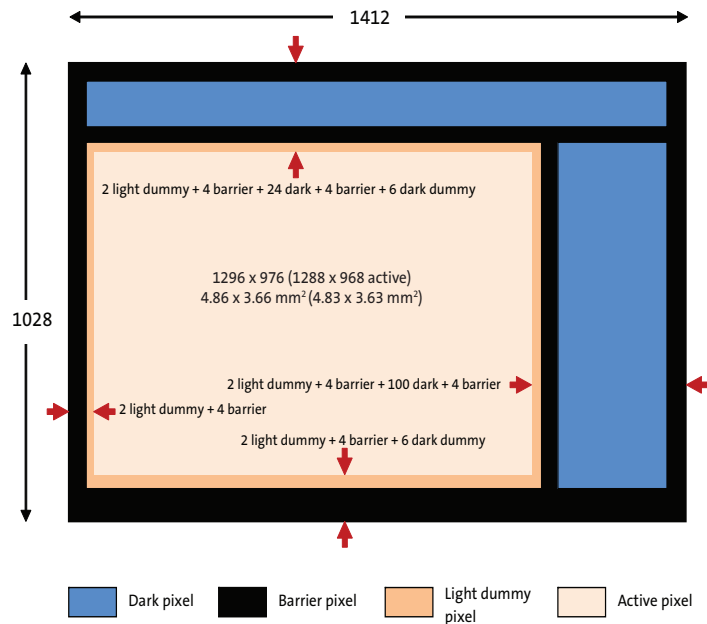 1412
2 light dummy + 4 barrier + 24 dark + 4 barrier + 6 dark dummy
1296 x 976 (1288 x 968 active)
4.86 x 3.66 mm² (4.83 x 3.63 mm²)
1028
2 light dummy + 4 barrier + 100 dark + 4 barrier
2 light dummy + 4 barrier
2 light dummy + 4 barrier + 6 dark dummy
Dark pixel
Barrier pixel
Light dummy
pixel
Active pixel